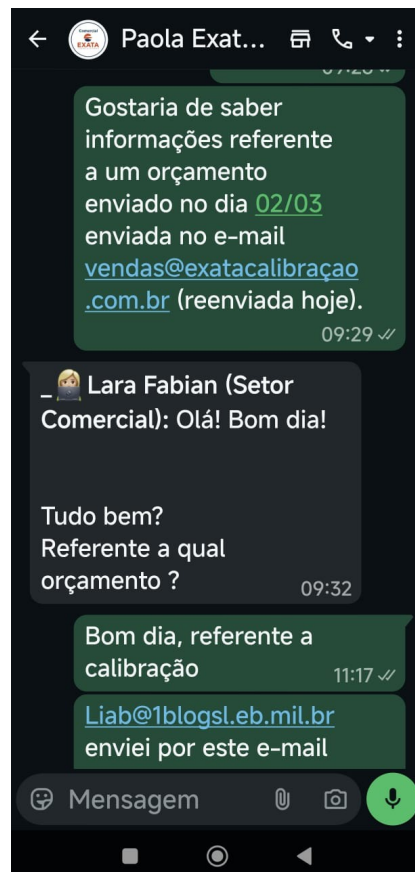 Paola Exat...
Gostaria de saber
informações referente
a um orçamento
enviado no dia 02/03
enviada no e-mail
vendas@exatacalibraçao
.com.br (reenviada hoje).
09:29
_ Lara Fabian (Setor
Comercial): Olá! Bom dia!
Tudo bem?
Referente a qual
orçamento ?
09:32
Bom dia, referente a
calibração
11:17
Liab@1blogsl.eb.mil.br
enviei por este e-mail
Mensagem